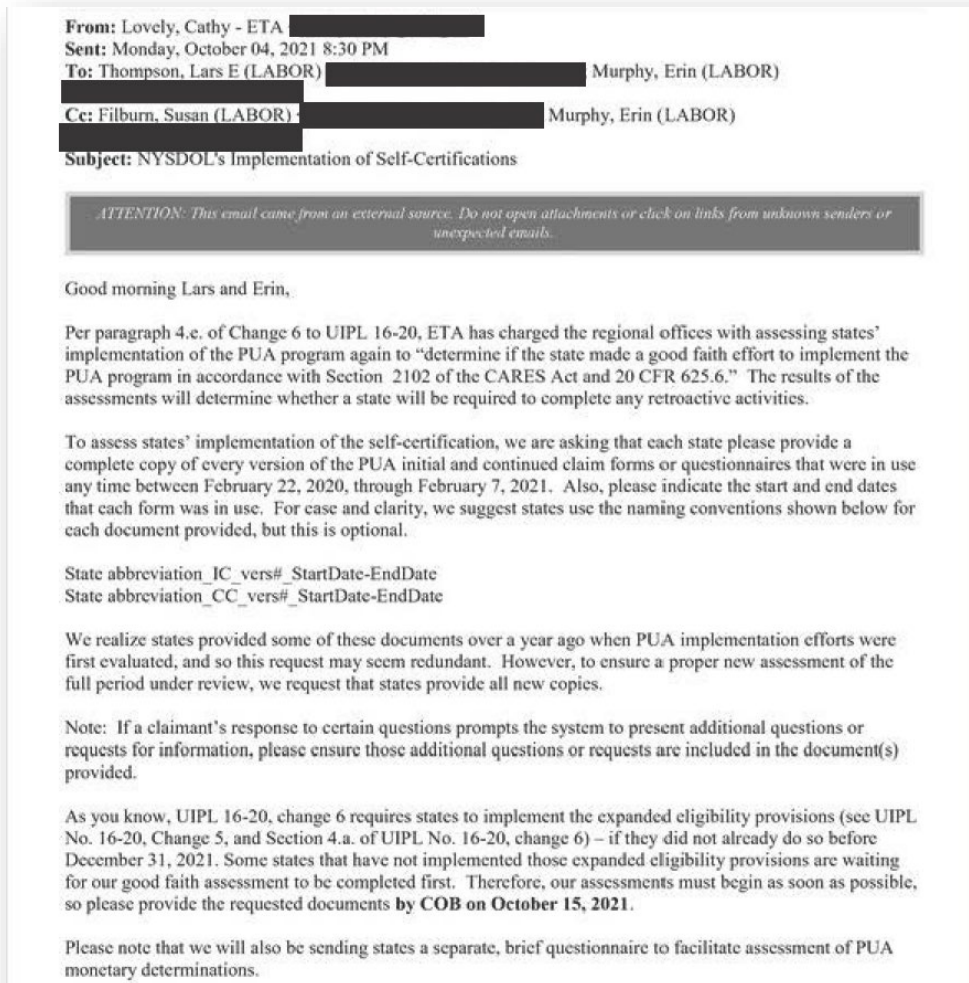 From: Lovely, Cathy - ETA
Sent: Monday, October 04, 2021 8:30 PM
To: Thompson, Lars E (LABOR) Murphy, Erin (LABOR)
Cc: Filburn, Susan (LABOR) Murphy, Erin (LABOR)
Subject: NYSDOL's Implementation of Self-Certifications
ATTENTION: This email came from an external source. Do not open attachments or click on links from unknown senders or
unexpected emails.
Good morning Lars and Erin,
Per paragraph 4.e. of Change 6 to UIPL 16-20, ETA has charged the regional offices with assessing states'
implementation of the PUA program again to "determine if the state made a good faith effort to implement the
PUA program in accordance with Section 2102 of the CARES Act and 20 CFR 625.6." The results of the
assessments will determine whether a state will be required to complete any retroactive activities.
To assess states' implementation of the self-certification, we are asking that each state please provide a
complete copy of every version of the PUA initial and continued claim forms or questionnaires that were in use
any time between February 22, 2020, through February 7, 2021. Also, please indicate the start and end dates
that each form was in use. For ease and clarity, we suggest states use the naming conventions shown below for
each document provided, but this is optional.
State abbreviation_IC_vers#_StartDate-EndDate
State abbreviation_CC_vers#_StartDate-EndDate
We realize states provided some of these documents over a year ago when PUA implementation efforts were
first evaluated, and so this request may seem redundant. However, to ensure a proper new assessment of the
full period under review, we request that states provide all new copies.
Note: If a claimant's response to certain questions prompts the system to present additional questions or
requests for information, please ensure those additional questions or requests are included in the document(s)
provided.
As you know, UIPL 16-20, change 6 requires states to implement the expanded eligibility provisions (see UIPL
No. 16-20, Change 5, and Section 4.a. of UIPL No. 16-20, change 6) – if they did not already do so before
December 31, 2021. Some states that have not implemented those expanded eligibility provisions are waiting
for our good faith assessment to be completed first. Therefore, our assessments must begin as soon as possible,
so please provide the requested documents by COB on October 15, 2021.
Please note that we will also be sending states a separate, brief questionnaire to facilitate assessment of PUA
monetary determinations.